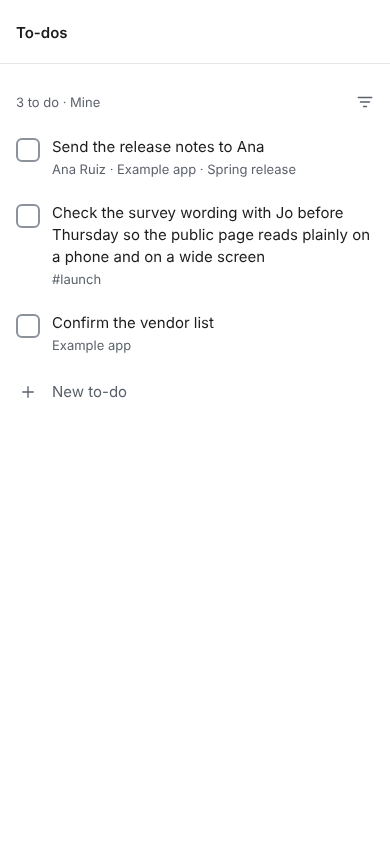 To-dos
3 to do · Mine
Send the release notes to Ana
Ana Ruiz · Example app · Spring release
Check the survey wording with Jo before
Thursday so the public page reads plainly on
a phone and on a wide screen
#launch
Confirm the vendor list
Example app
New to-do